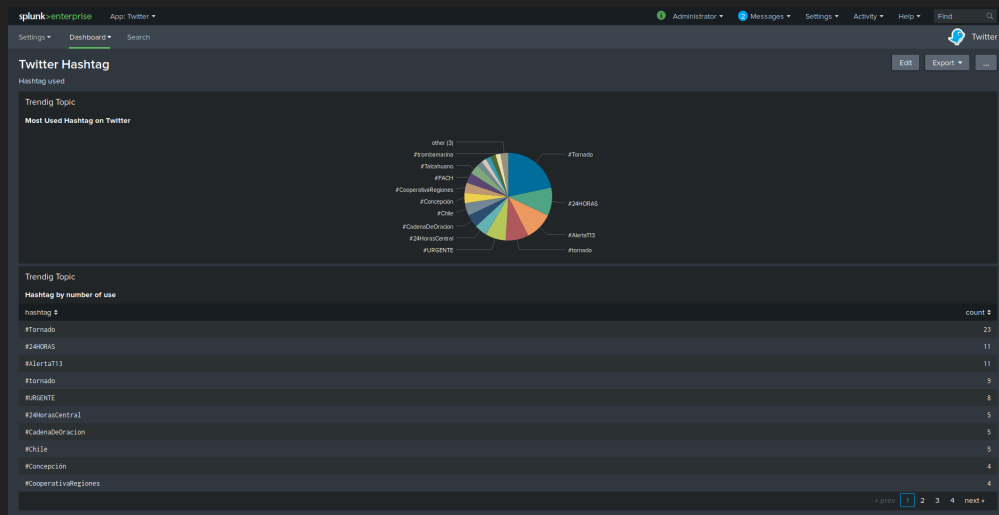 splunk>enterprise App: Twitter Administrator 2 Messages Settings Activity Help Find
Settings Dashboard Search Twitter
Twitter Hashtag Edit Export ...
Hashtag used
Trendig Topic
Most Used Hashtag on Twitter
other (3)
#trombamarina
#Talcahuano
#FACH
#CooperativaRegiones
#Concepción
#Chile
#CadenaDeOracion
#24HorasCentral
#URGENTE
#Tornado
#24HORAS
#AlertaT13
#tornado
Trendig Topic
Hashtag by number of use
hashtag count
#Tornado 23
#24HORAS 11
#AlertaT13 11
#tornado 9
#URGENTE 8
#24HorasCentral 5
#CadenaDeOracion 5
#Chile 5
#Concepción 4
#CooperativaRegiones 4
« prev 1 2 3 4 next »